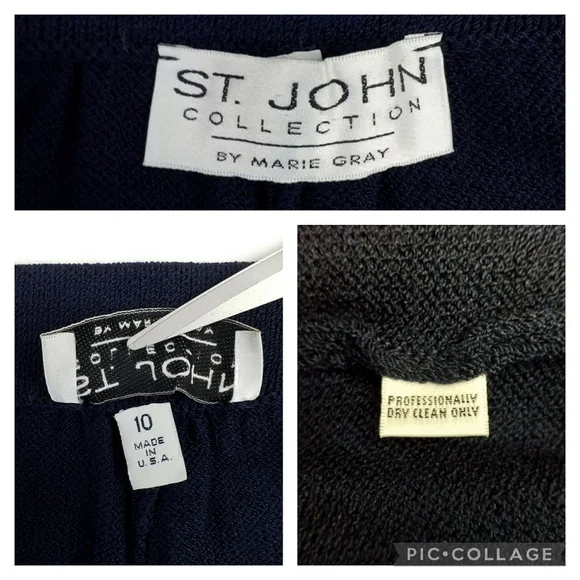 ST. JOHN
COLLECTION
BY MARIE GRAY
10
MADE
IN
U.S.A.
PROFESSIONALLY
DRY CLEAN ONLY
PIC•COLLAGE